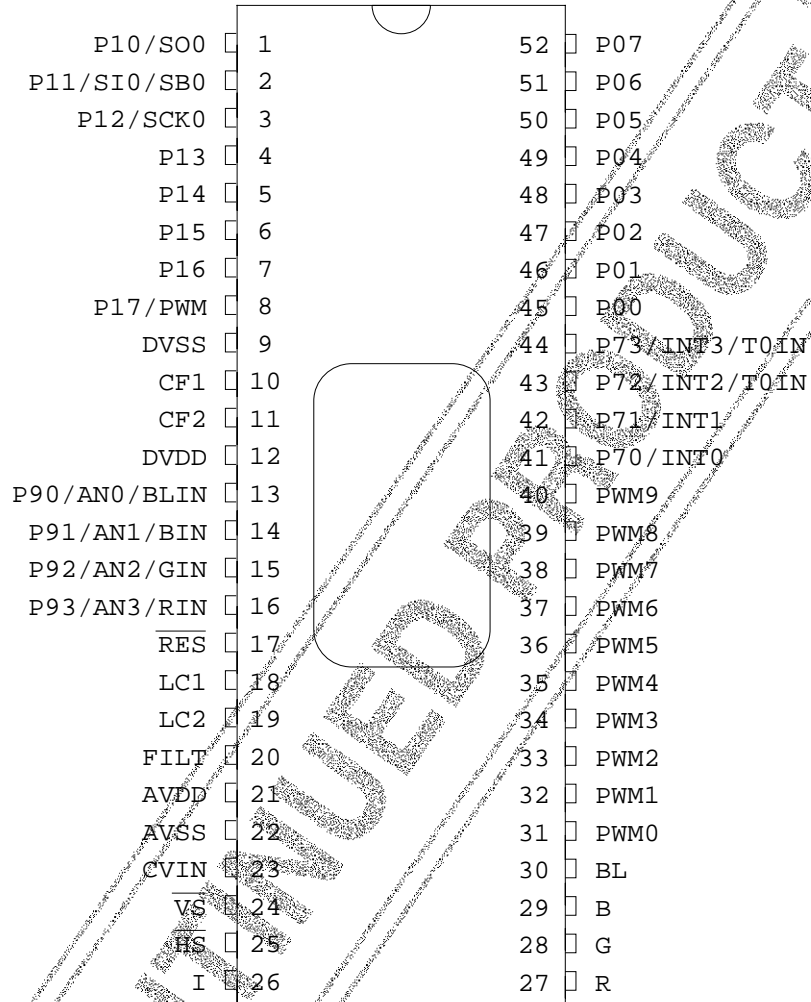 P10/SO0 1 52 P07
P11/SI0/SB0 2 51 P06
P12/SCK0 3 50 P05
P13 4 49 P04
P14 5 48 P03
P15 6 47 P02
P16 7 46 P01
P17/PWM 8 45 P00
DVSS 9 44 P73/INT3/T0IN
CF1 10 43 P72/INT2/T0IN
CF2 11 42 P71/INT1
DVDD 12 41 P70/INT0
P90/AN0/BLIN 13 40 PWM9
P91/AN1/BIN 14 39 PWM8
P92/AN2/GIN 15 38 PWM7
P93/AN3/RIN 16 37 PWM6
RES 17 36 PWM5
LC1 18 35 PWM4
LC2 19 34 PWM3
FILT 20 33 PWM2
AVDD 21 32 PWM1
AVSS 22 31 PWM0
CVIN 23 30 BL
VS 24 29 B
HS 25 28 G
I 26 27 R
NTINUED PRODUCT